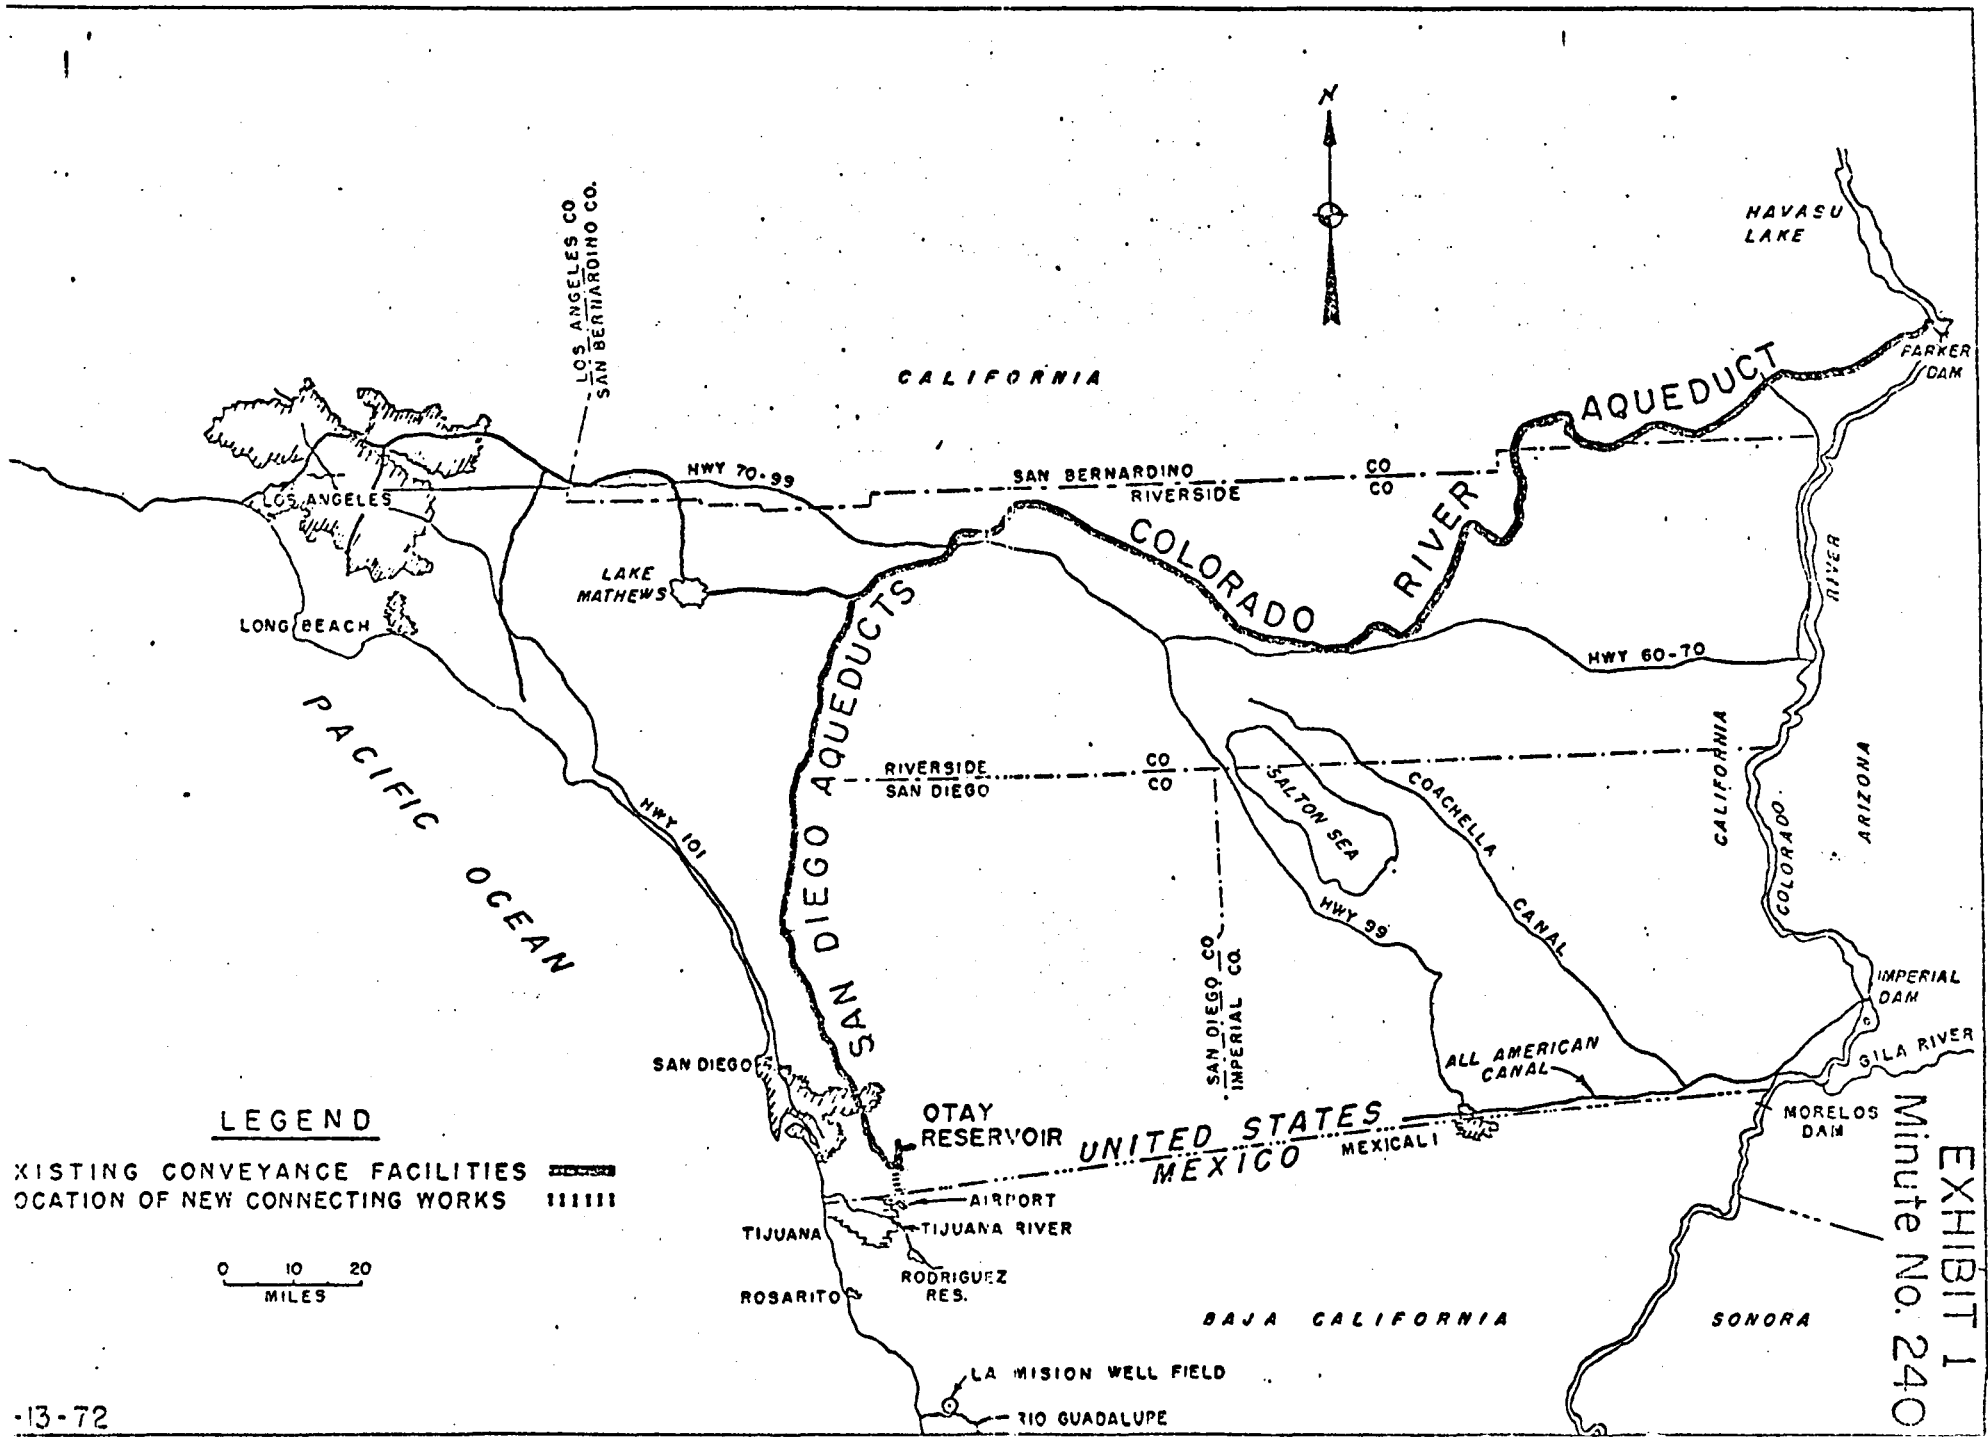 N
HAVASU
LAKE
LOS ANGELES CO
SAN BERNARDINO CO.
CALIFORNIA
PARKER
DAM
AQUEDUCT
HWY 70-99
SAN BERNARDINO CO
RIVERSIDE CO
LOS ANGELES
COLORADO
RIVER
RIVER
LAKE
MATHEWS
LONG BEACH
HWY 60-70
PACIFIC OCEAN
SAN DIEGO AQUEDUCTS
RIVERSIDE CO
SAN DIEGO CO
SALTON SEA
COACHELLA
CANAL
CALIFORNIA
ARIZONA
COLORADO
HWY 101
HWY 99
SAN DIEGO CO
IMPERIAL CO.
IMPERIAL
DAM
GILA RIVER
SAN DIEGO
ALL AMERICAN
CANAL
OTAY
RESERVOIR
UNITED STATES
MEXICO
MEXICALI
MORELOS
DAM
LEGEND
XISTING CONVEYANCE FACILITIES
OCATION OF NEW CONNECTING WORKS
AIRPORT
TIJUANA
TIJUANA RIVER
0 10 20
MILES
RODRIGUEZ
RES.
ROSARITO
BAJA CALIFORNIA
SONORA
LA MISION WELL FIELD
RIO GUADALUPE
-13-72
EXHIBIT 1
Minute No. 240